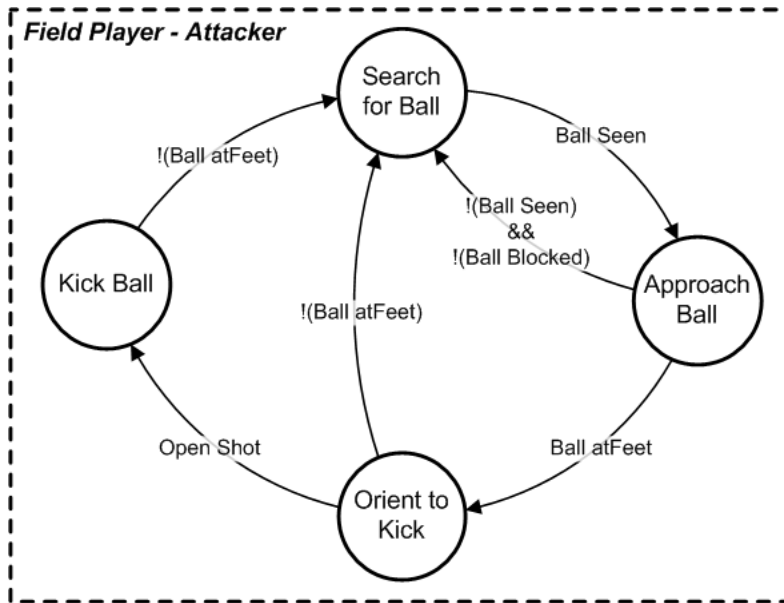 Field Player - Attacker
Search
for Ball
Ball Seen
!(Ball atFeet)
!(Ball Seen)
&&
!(Ball Blocked)
Kick Ball
Approach
Ball
!(Ball atFeet)
Open Shot
Ball atFeet
Orient to
Kick